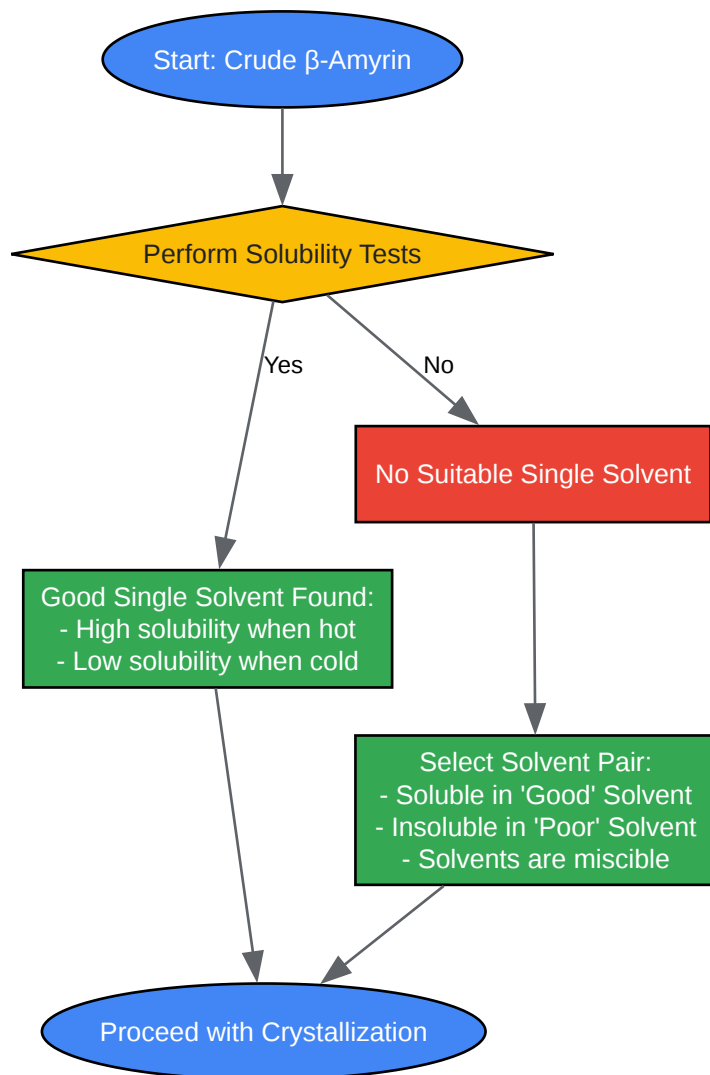 Start: Crude β-Amyrin
Perform Solubility Tests
Yes
No
No Suitable Single Solvent
Good Single Solvent Found:
- High solubility when hot
- Low solubility when cold
Select Solvent Pair:
- Soluble in 'Good' Solvent
- Insoluble in 'Poor' Solvent
- Solvents are miscible
Proceed with Crystallization